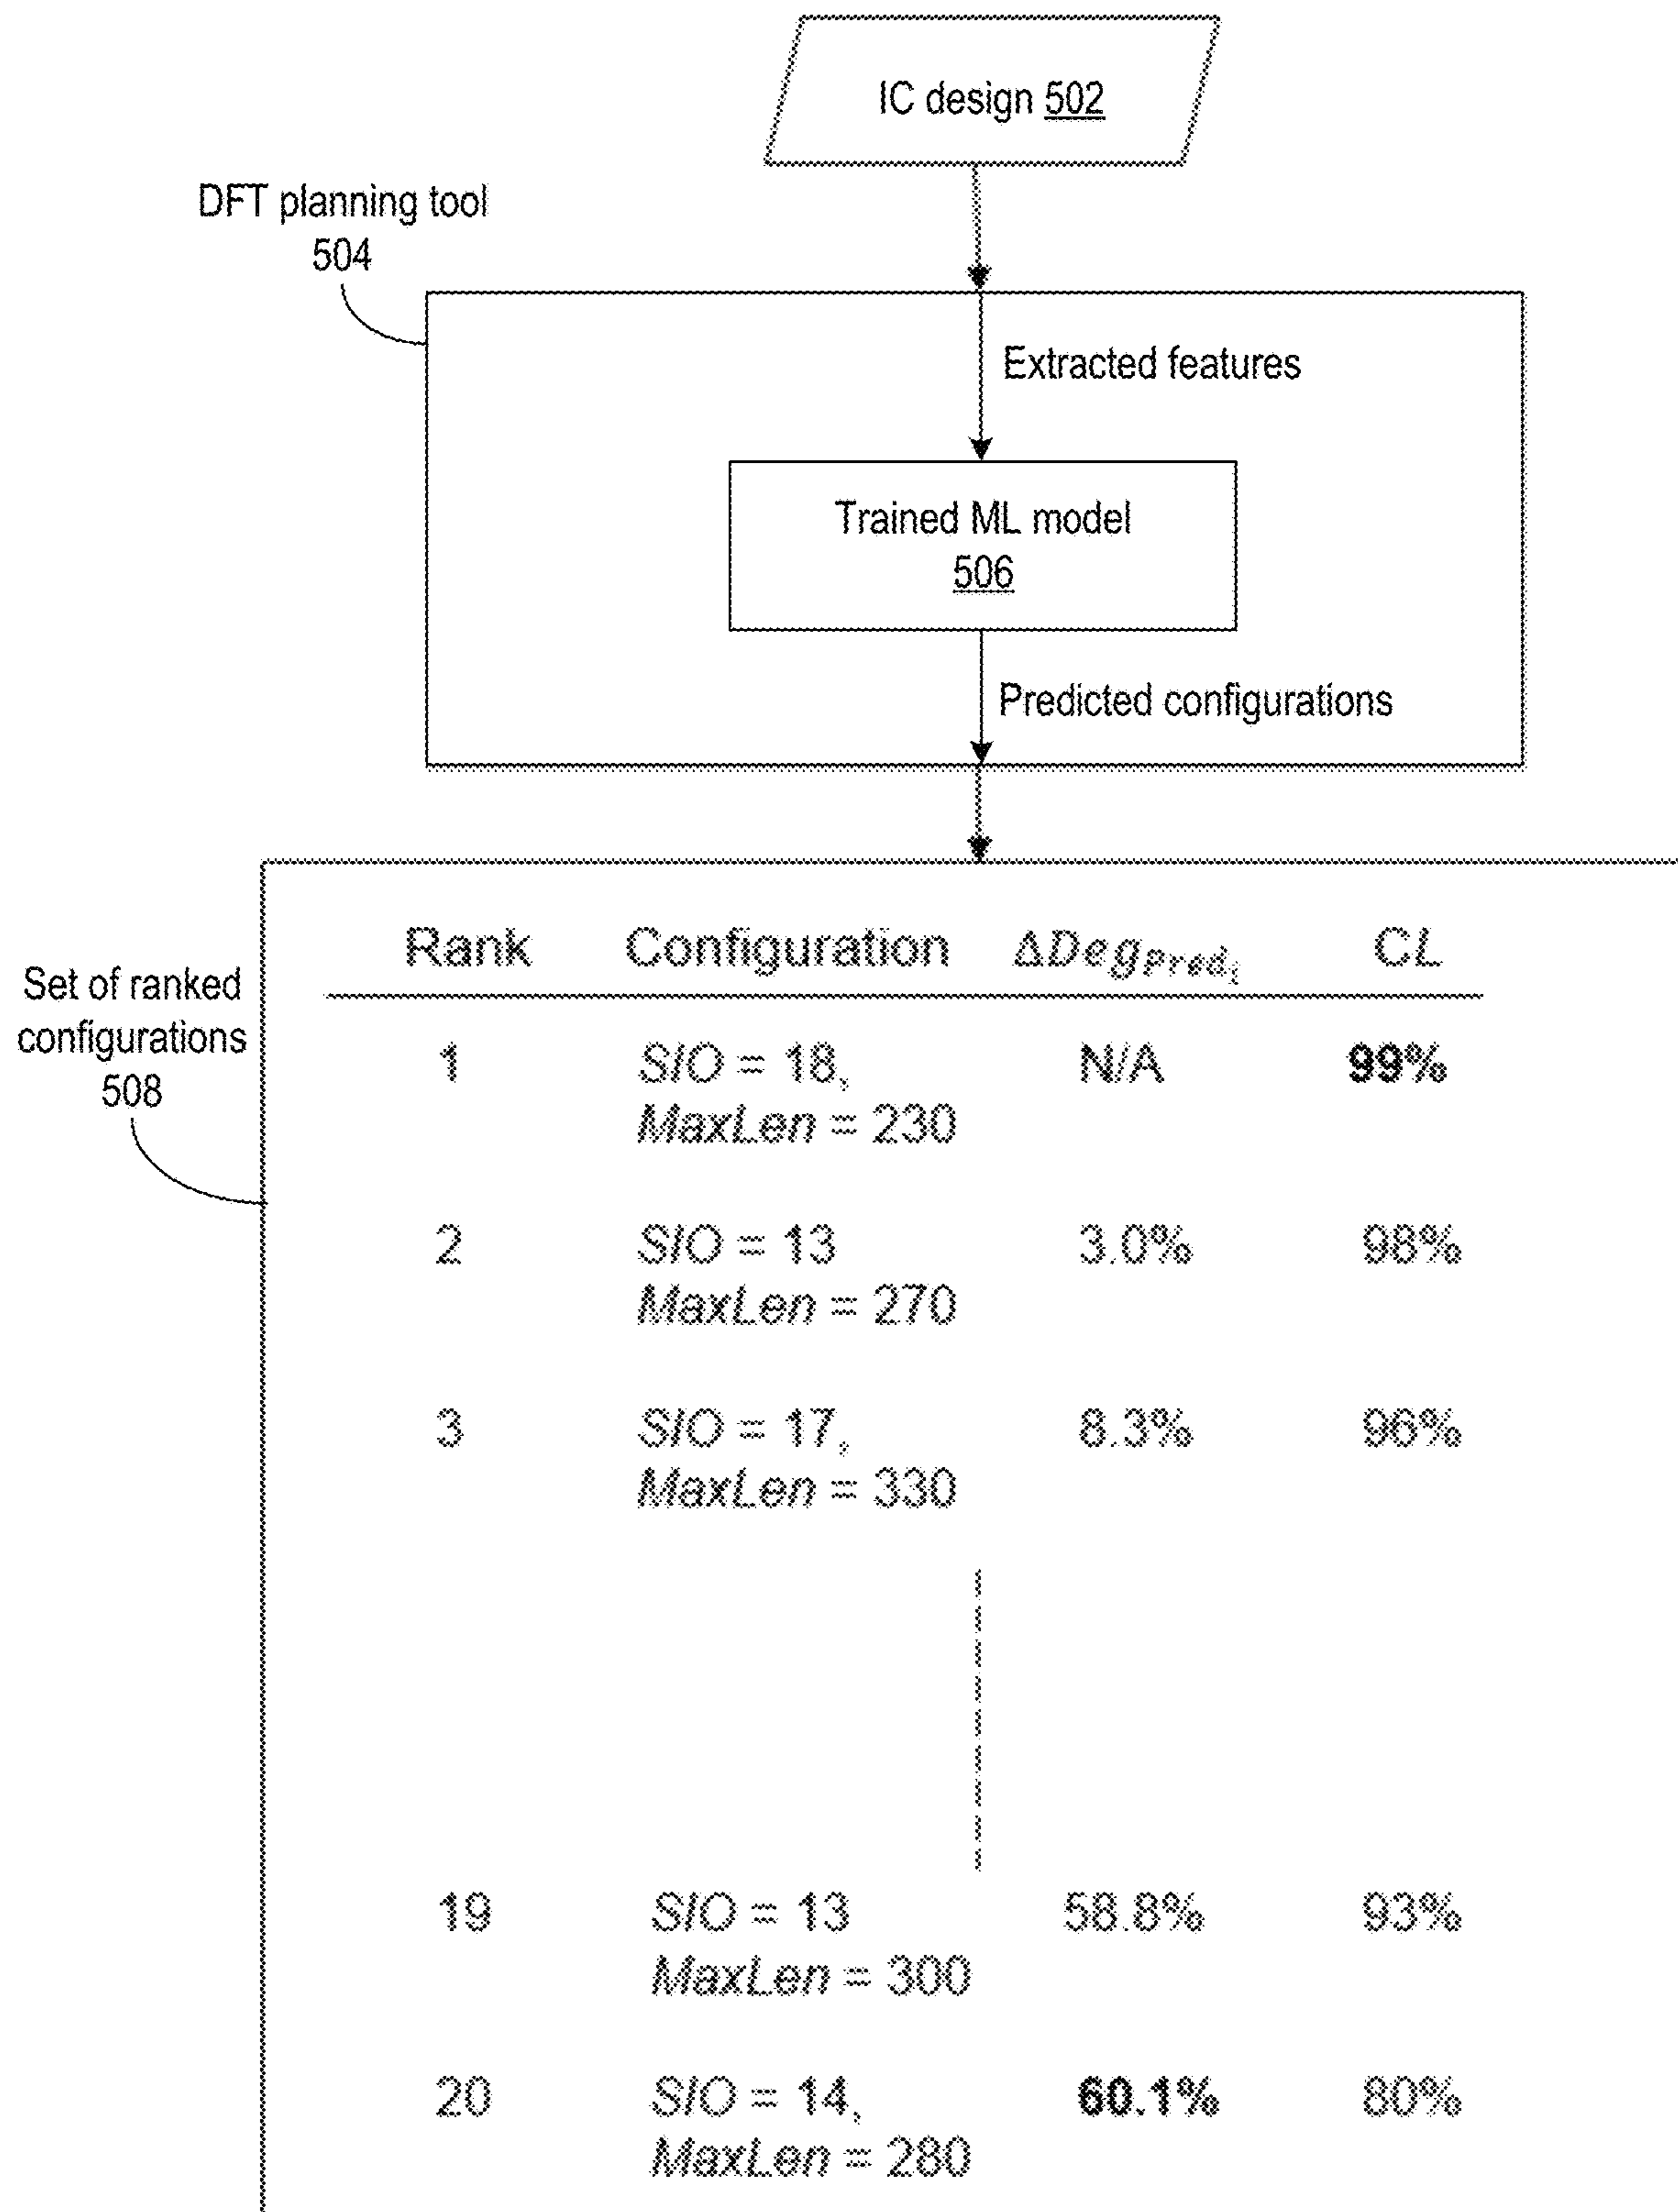 IC design 502
DFT planning tool
504
Extracted features
Trained ML model
506
Predicted configurations
Set of ranked
configurations
508
Rank Configuration ΔDeg_Pred_i CL
1 SIO = 18, N/A 99%
MaxLen = 230
2 SIO = 13 3.0% 98%
MaxLen = 270
3 SIO = 17, 8.3% 96%
MaxLen = 330
19 SIO = 13 58.8% 93%
MaxLen = 300
20 SIO = 14, 60.1% 80%
MaxLen = 280